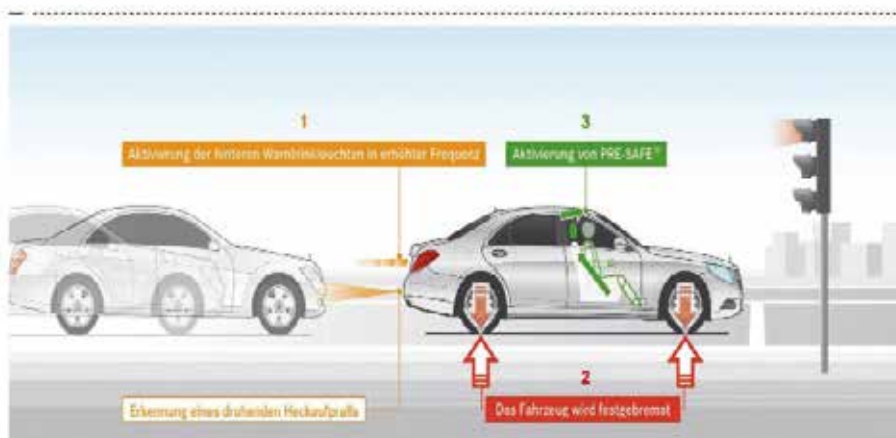 1
Aktivierung der hinteren Warnblinkleuchten in erhöhter Frequenz
3
Aktivierung von PRE-SAFE®
Erkennung eines drohenden Heckaufpralls
2
Das Fahrzeug wird festgebremst